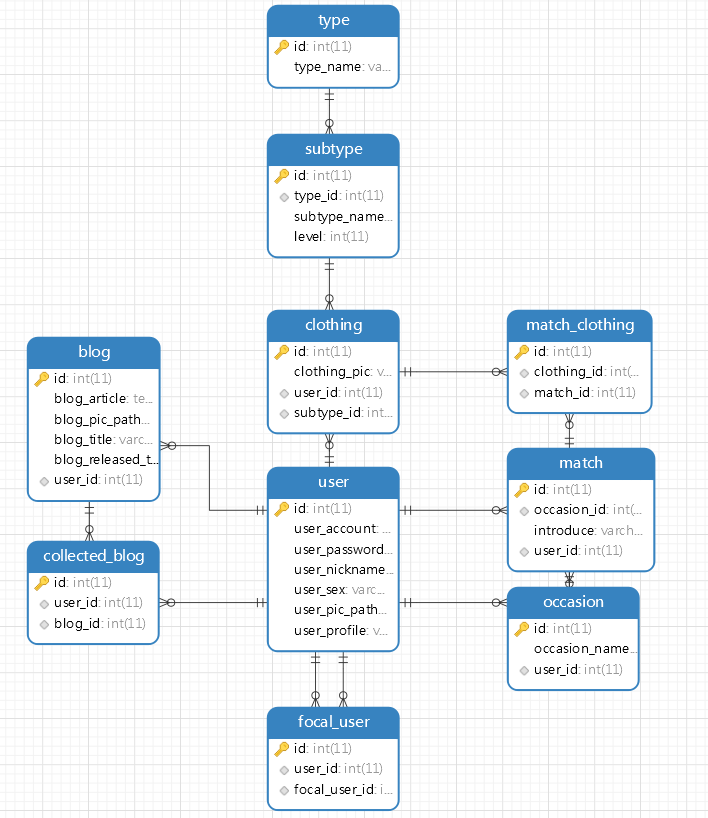 type
id: int(11)
type_name: va...
subtype
id: int(11)
type_id: int(11)
subtype_name...
level: int(11)
clothing
id: int(11)
clothing_pic: v...
user_id: int(11)
subtype_id: int...
match_clothing
id: int(11)
clothing_id: int(...
match_id: int(11)
blog
id: int(11)
blog_article: te...
blog_pic_path...
blog_title: varc...
blog_released_t...
user_id: int(11)
user
id: int(11)
user_account: ...
user_password...
user_nickname...
user_sex: varc...
user_pic_path...
user_profile: v...
match
id: int(11)
occasion_id: int(...
introduce: varch...
user_id: int(11)
collected_blog
id: int(11)
user_id: int(11)
blog_id: int(11)
occasion
id: int(11)
occasion_name...
user_id: int(11)
focal_user
id: int(11)
user_id: int(11)
focal_user_id: i...